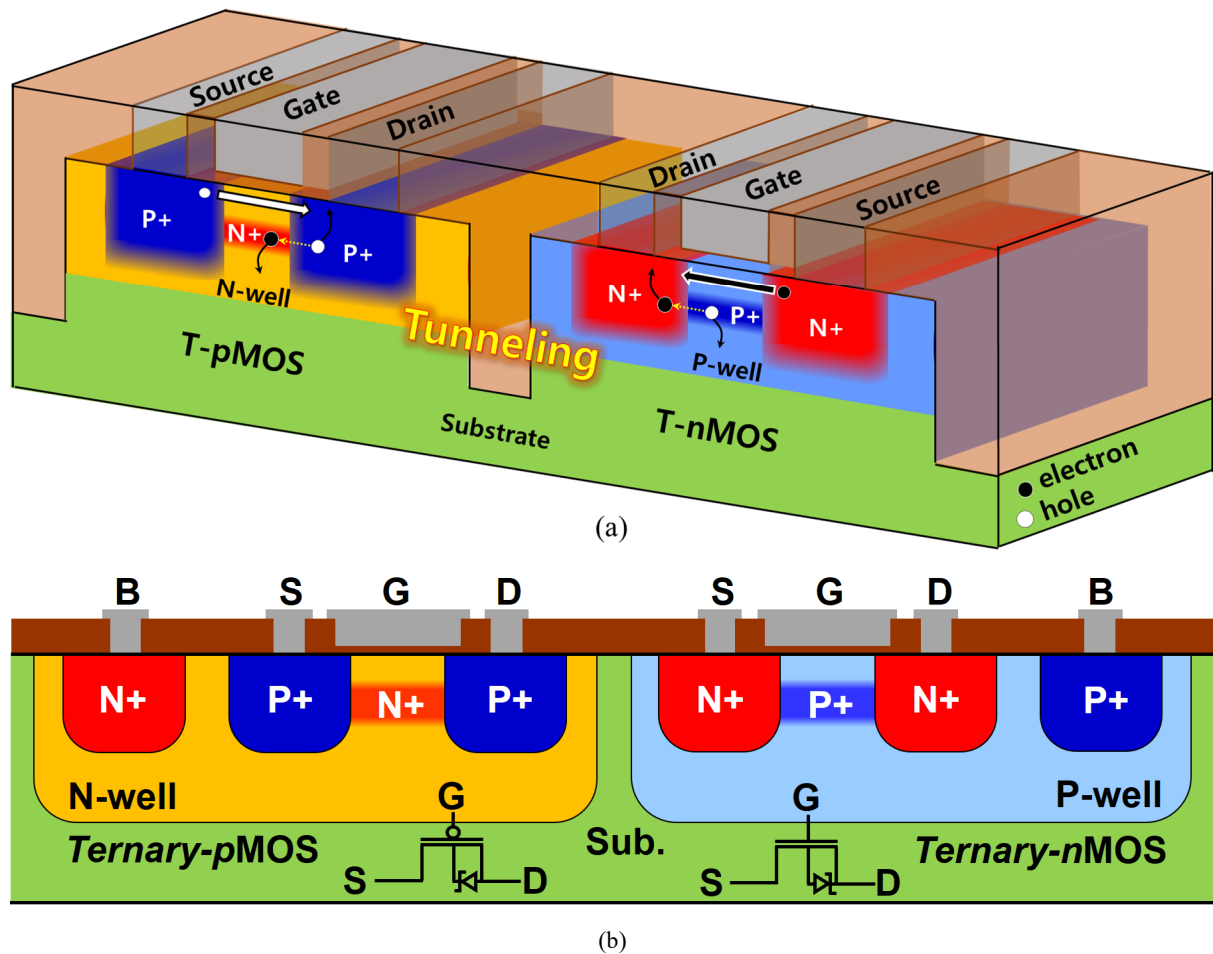 Source
Gate
Drain
Drain
Gate
Source
P+
N+
P+
N-well
N+
P+
N+
P-well
Tunneling
T-pMOS
T-nMOS
Substrate
electron
hole
(a)
B S G D S G D B
N+ P+ N+ P+ N+ P+ N+ P+
N-well G G P-well
Ternary-pMOS Sub. Ternary-nMOS
S D S D
(b)